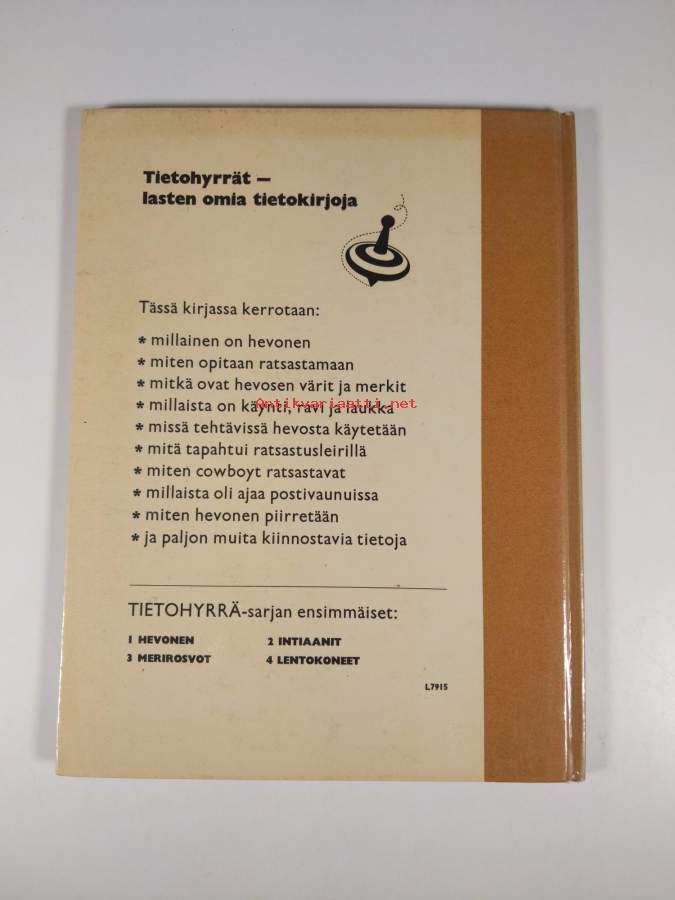 Tietohyrrät —
lasten omia tietokirjoja
Tässä kirjassa kerrotaan:
* millainen on hevonen
* miten opitaan ratsastamaan
* mitkä ovat hevosen värit ja merkit
* millaista on käynti, ravi ja laukka
Antikvariaatti.net
* missä tehtävissä hevosta käytetään
* mitä tapahtui ratsastusleirillä
* miten cowboyt ratsastavat
* millaista oli ajaa postivaunuissa
* miten hevonen piirretään
* ja paljon muita kiinnostavia tietoja
TIETOHYRRÄ-sarjan ensimmäiset:
1 HEVONEN 2 INTIAANIT
3 MERIROSVOT 4 LENTOKONEET
L7915